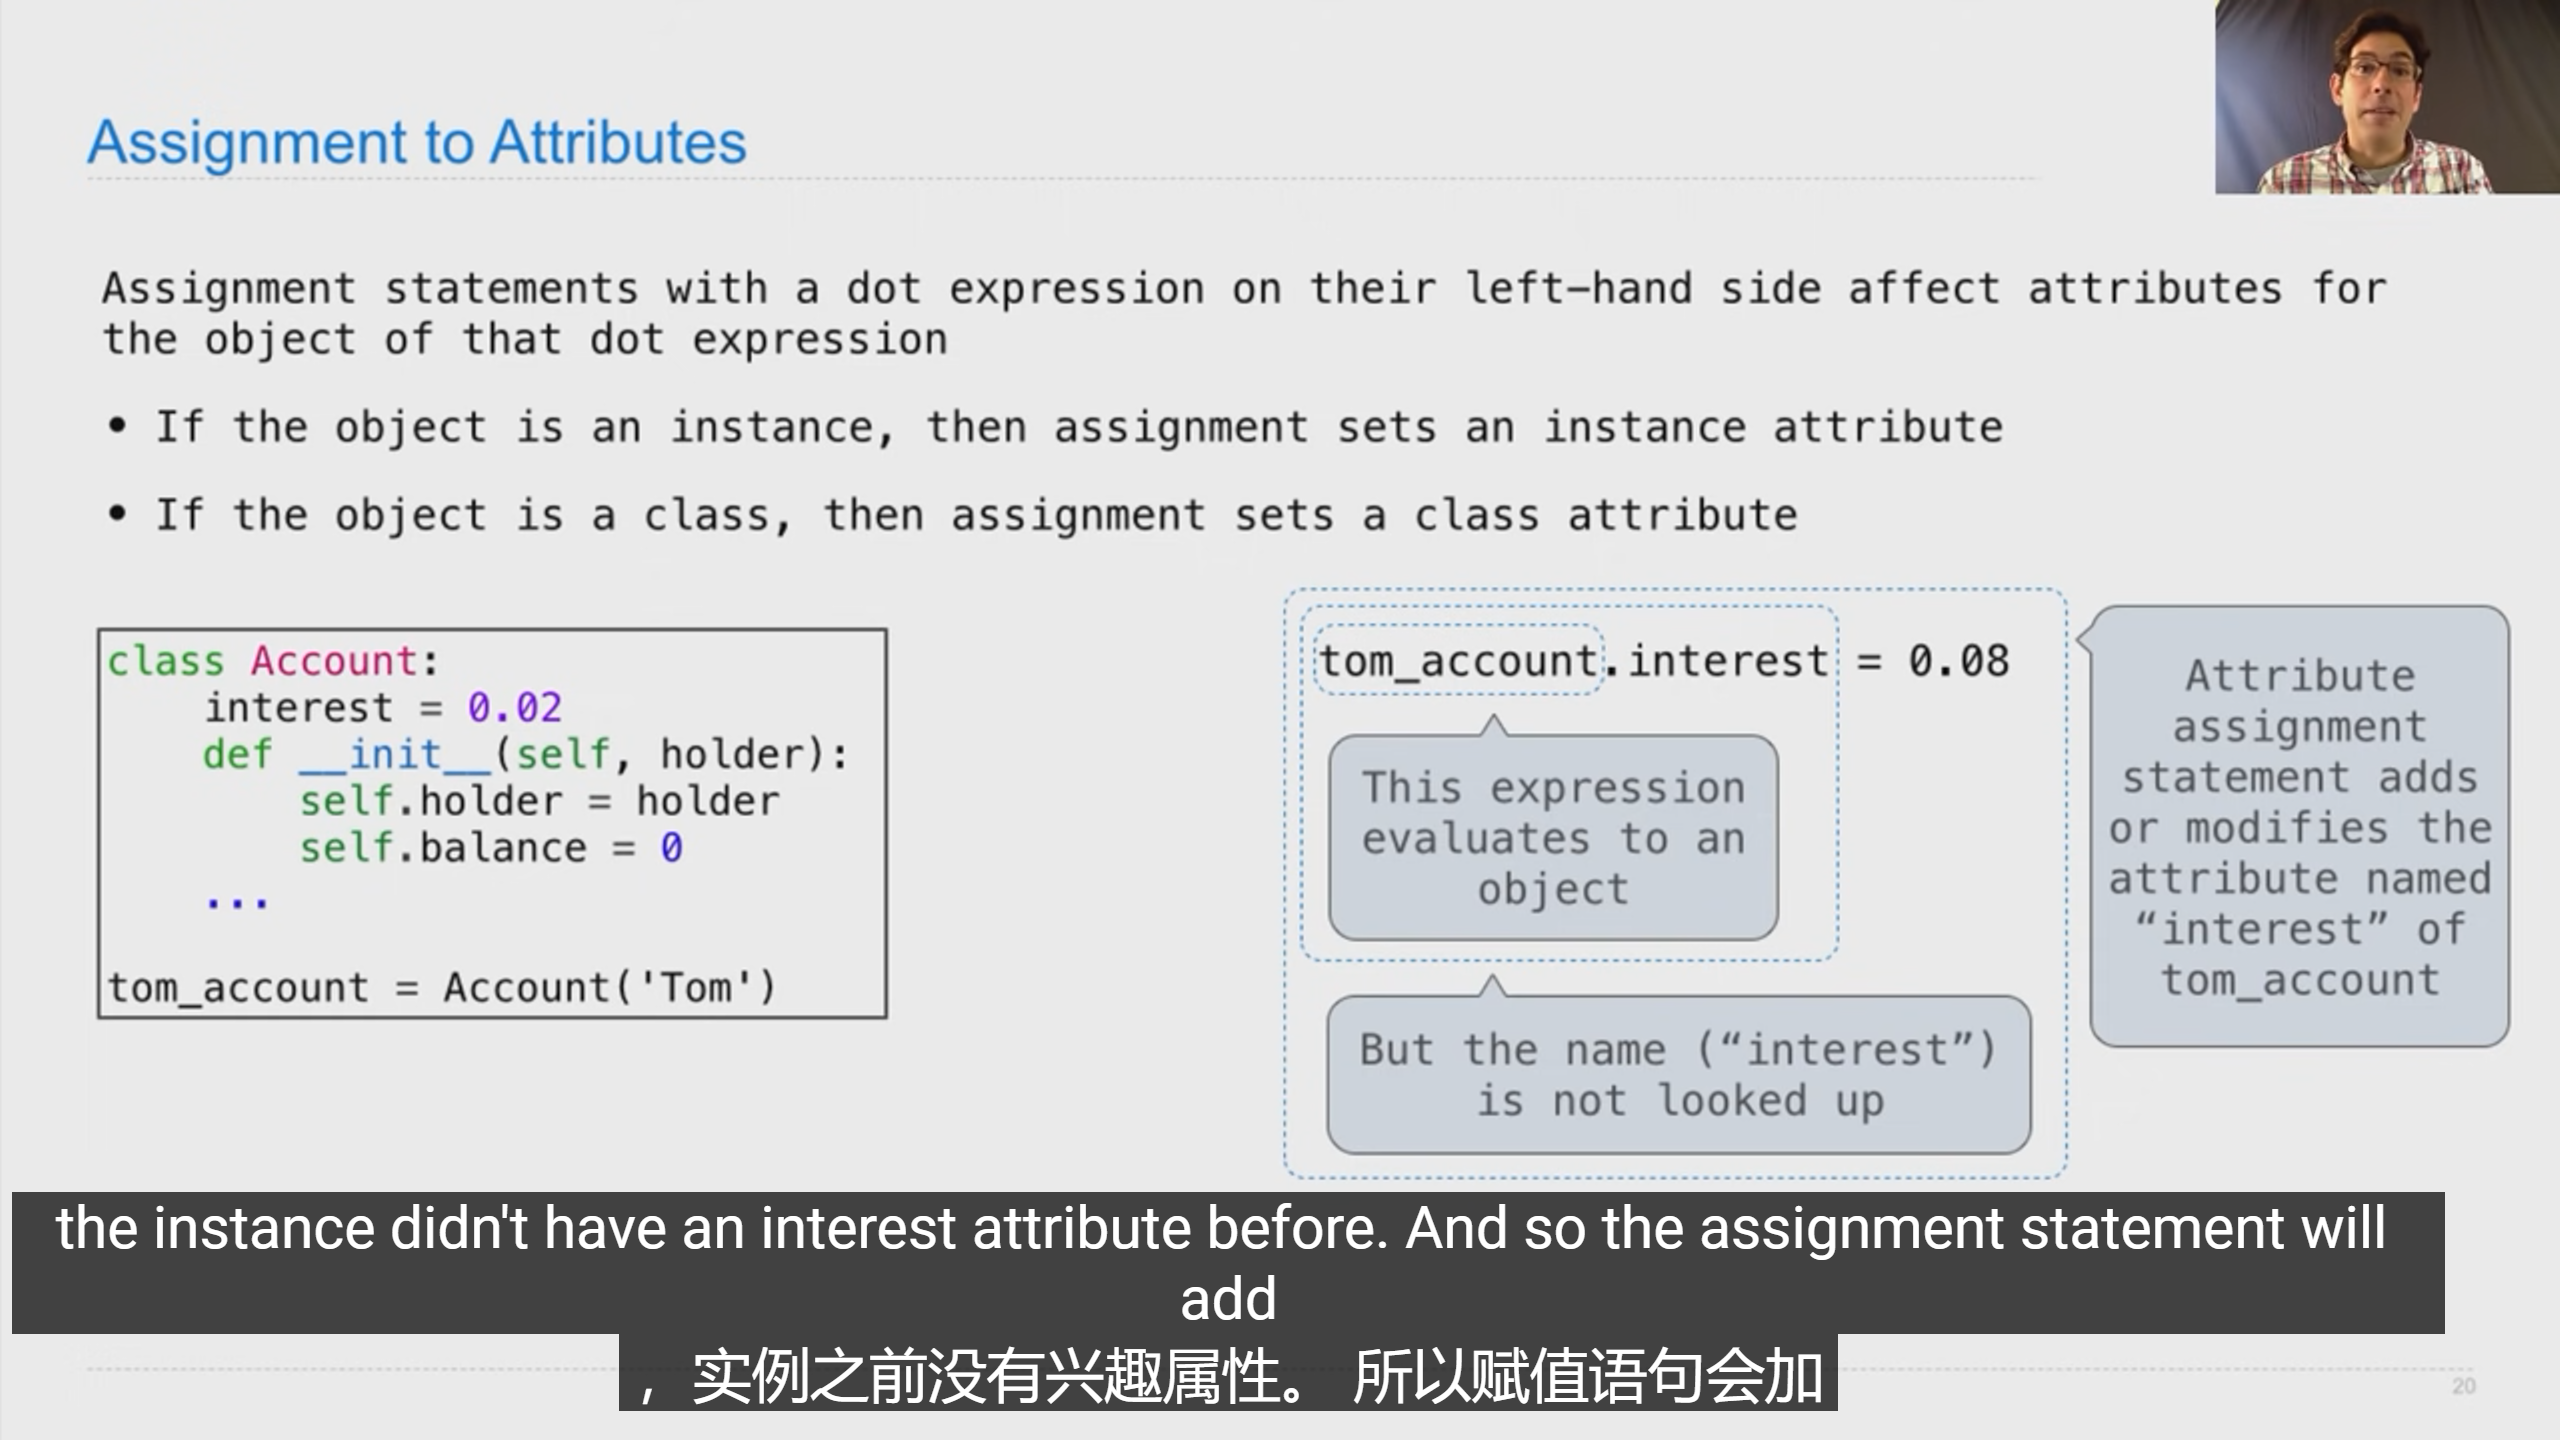 Assignment to Attributes
Assignment statements with a dot expression on their left-hand side affect attributes for
the object of that dot expression
• If the object is an instance, then assignment sets an instance attribute
• If the object is a class, then assignment sets a class attribute
class Account:
    interest = 0.02
    def __init__(self, holder):
        self.holder = holder
        self.balance = 0
    ...
tom_account = Account('Tom')
tom_account.interest = 0.08
This expression
evaluates to an
object
But the name (“interest”)
is not looked up
Attribute
assignment
statement adds
or modifies the
attribute named
“interest” of
tom_account
the instance didn't have an interest attribute before. And so the assignment statement will
add
，实例之前没有兴趣属性。 所以赋值语句会加
20